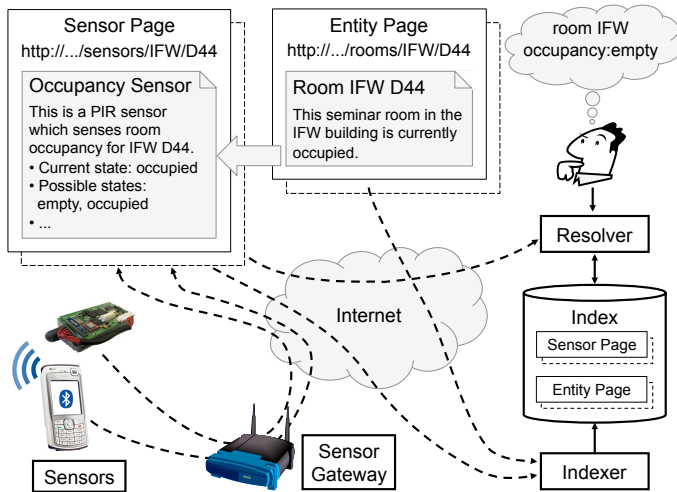 Sensor Page
http://.../sensors/IFW/D44
Occupancy Sensor
This is a PIR sensor
which senses room
occupancy for IFW D44.
• Current state: occupied
• Possible states:
empty, occupied
• ...
Entity Page
http://.../rooms/IFW/D44
Room IFW D44
This seminar room in the
IFW building is currently
occupied.
room IFW
occupancy:empty
Resolver
Internet
Index
Sensor Page
Entity Page
Sensors
Sensor
Gateway
Indexer